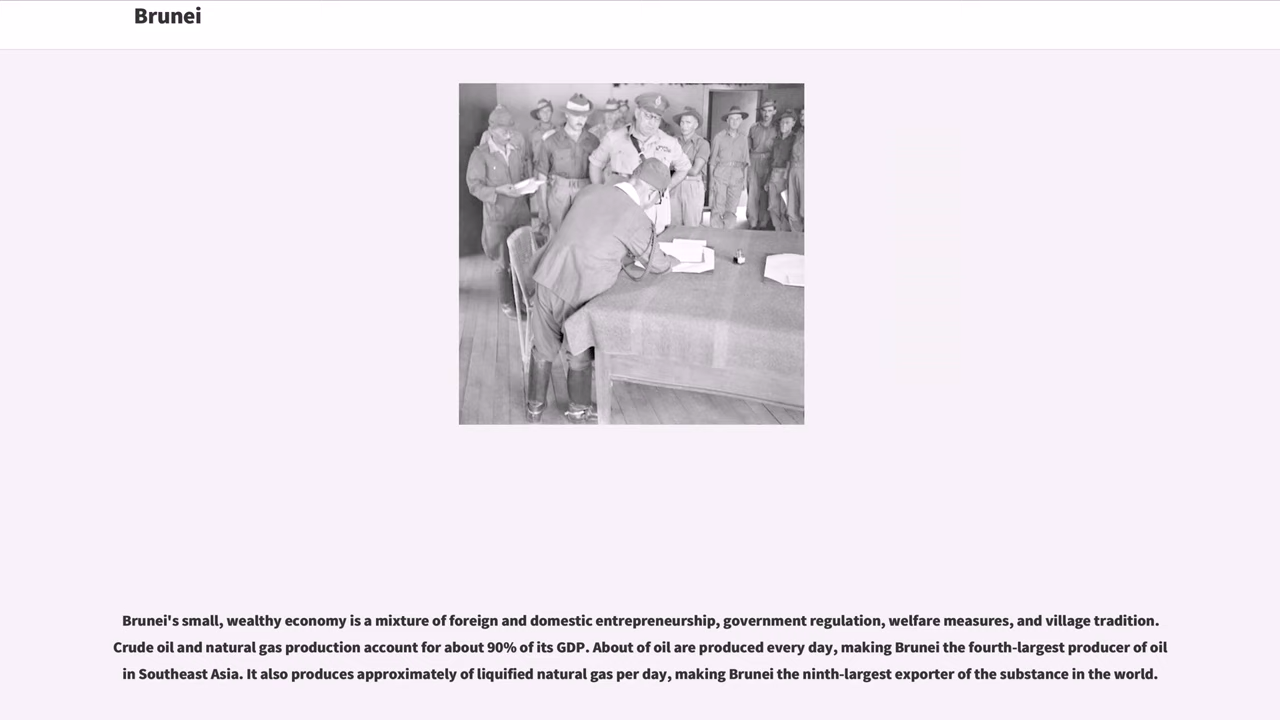 Brunei
Brunei's small, wealthy economy is a mixture of foreign and domestic entrepreneurship, government regulation, welfare measures, and village tradition.
Crude oil and natural gas production account for about 90% of its GDP. About of oil are produced every day, making Brunei the fourth-largest producer of oil
in Southeast Asia. It also produces approximately of liquified natural gas per day, making Brunei the ninth-largest exporter of the substance in the world.